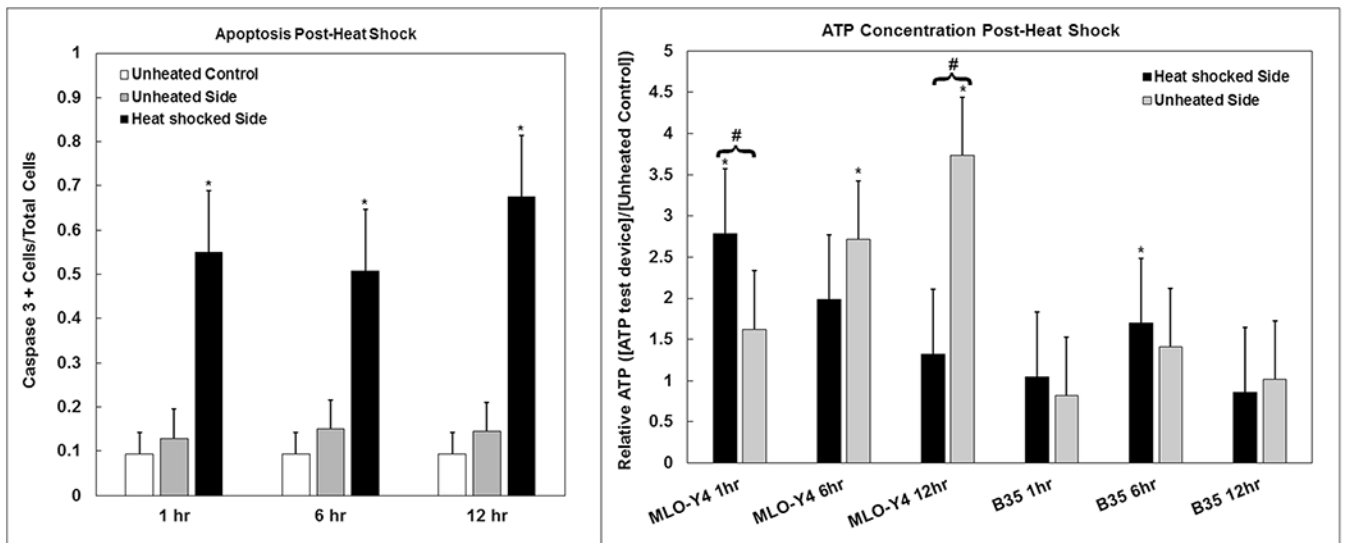 Apoptosis Post-Heat Shock
Caspase 3 + Cells/Total Cells
1
0.9
0.8
0.7
0.6
0.5
0.4
0.3
0.2
0.1
0
Unheated Control
Unheated Side
Heat shocked Side
*
*
*
1 hr
6 hr
12 hr
ATP Concentration Post-Heat Shock
Relative ATP ([ATP test device]/[Unheated Control])
5
4.5
4
3.5
3
2.5
2
1.5
1
0.5
0
Heat shocked Side
Unheated Side
#
*
*
#
*
*
MLO-Y4 1hr
MLO-Y4 6hr
MLO-Y4 12hr
B35 1hr
B35 6hr
B35 12hr